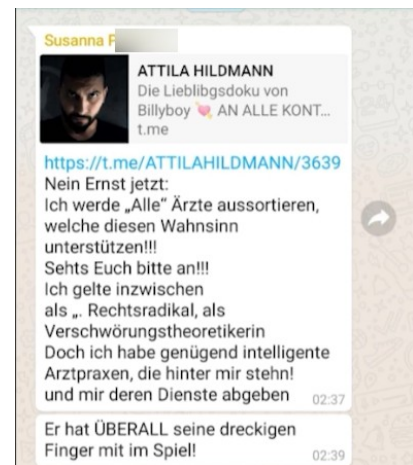 Susanna F
ATTILA HILDMANN
Die Lieblibgsdoku von
Billyboy 💘 AN ALLE KONT...
t.me
https://t.me/ATTILAHILDMANN/3639
Nein Ernst jetzt:
Ich werde „Alle" Ärzte aussortieren,
welche diesen Wahnsinn
unterstützen!!!
Sehts Euch bitte an!!!
Ich gelte inzwischen
als „. Rechtsradikal, als
Verschwörungstheoretikerin
Doch ich habe genügend intelligente
Arztpraxen, die hinter mir stehn!
und mir deren Dienste abgeben 02:37
Er hat ÜBERALL seine dreckigen
Finger mit im Spiel! 02:39